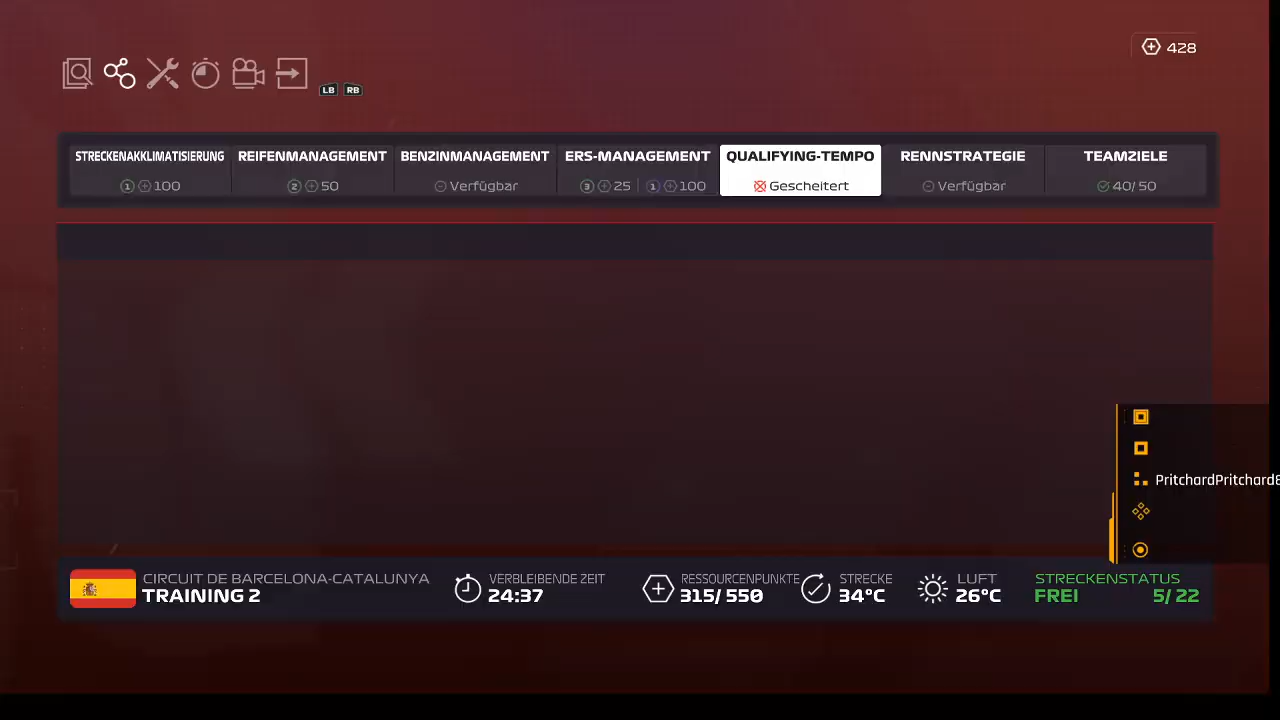 428
LB RB
STRECKENAKKLIMATISIERUNG REIFENMANAGEMENT BENZINMANAGEMENT ERS-MANAGEMENT QUALIFYING-TEMPO RENNSTRATEGIE TEAMZIELE
1 100 2 50 Verfügbar 3 25 1 100 Gescheitert Verfügbar 40/50
PritchardPritchard
CIRCUIT DE BARCELONA-CATALUNYA VERBLEIBENDE ZEIT RESSOURCENPUNKTE STRECKE LUFT STRECKENSTATUS
TRAINING 2 24:37 315/550 34°C 26°C FREI 5/22